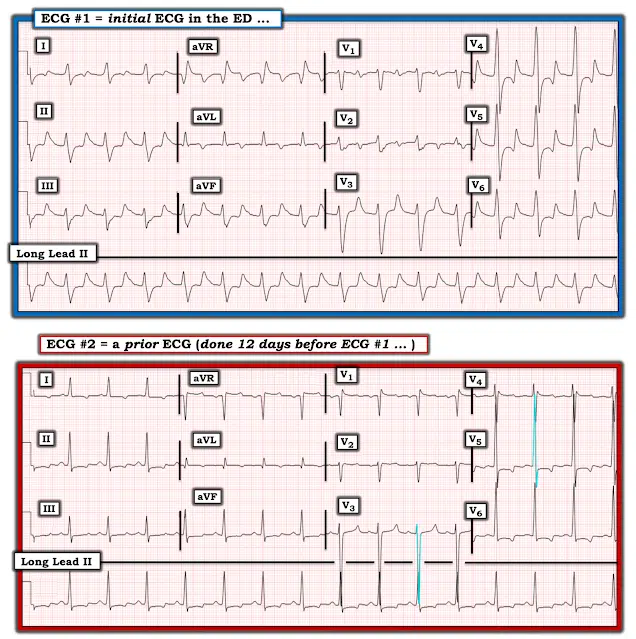 ECG #1 = initial ECG in the ED ...
I
aVR
V1
V4
II
aVL
V2
V5
III
aVF
V3
V6
Long Lead II
ECG #2 = a prior ECG (done 12 days before ECG #1 ... )
I
aVR
V1
V4
II
aVL
V2
V5
III
aVF
V3
V6
Long Lead II